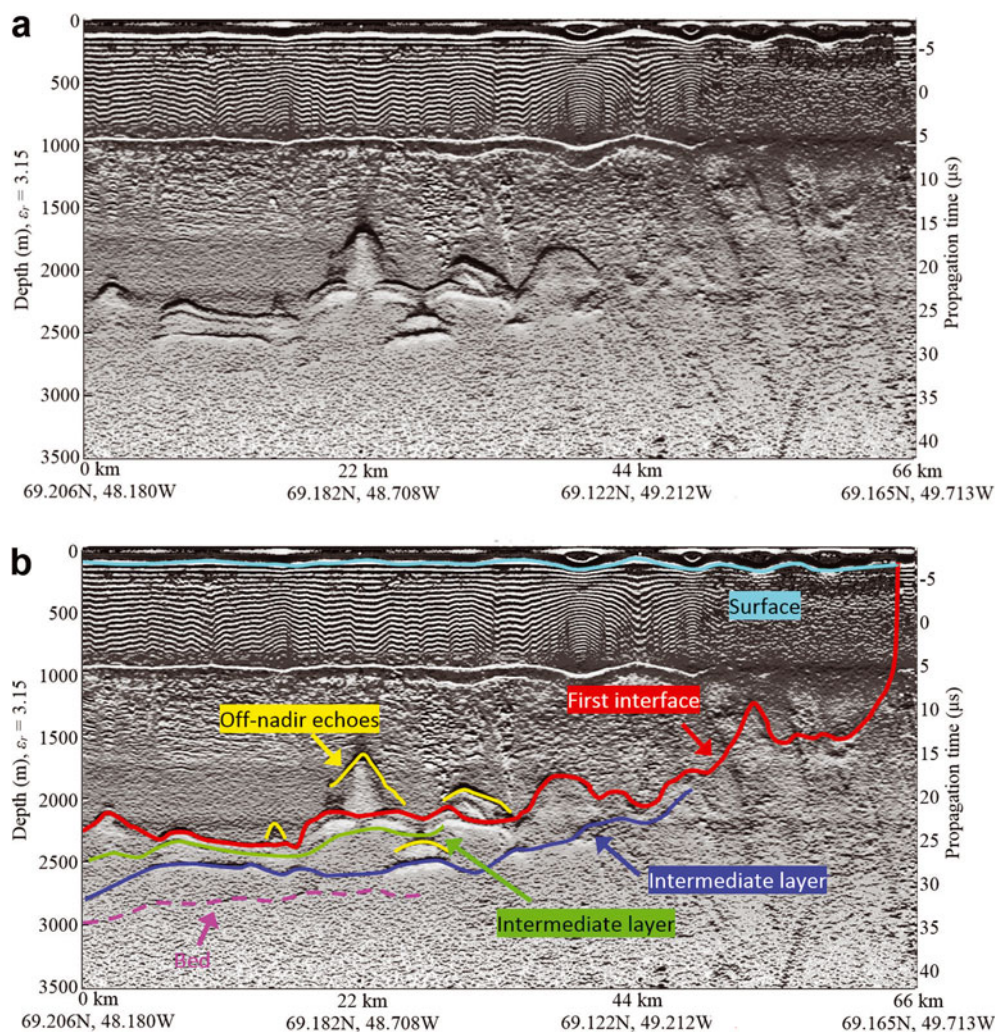 a
0
500
1000
1500
2000
2500
3000
3500
Depth (m), εr = 3.15
-5
0
5
10
15
20
25
30
35
40
Propagation time (μs)
0 km 22 km 44 km 66 km
69.206N, 48.180W 69.182N, 48.708W 69.122N, 49.212W 69.165N, 49.713W
b
0
500
1000
1500
2000
2500
3000
3500
Depth (m), εr = 3.15
Surface
First interface
Off-nadir echoes
Intermediate layer
Intermediate layer
Bed
-5
0
5
10
15
20
25
30
35
40
Propagation time (μs)
0 km 22 km 44 km 66 km
69.206N, 48.180W 69.182N, 48.708W 69.122N, 49.212W 69.165N, 49.713W